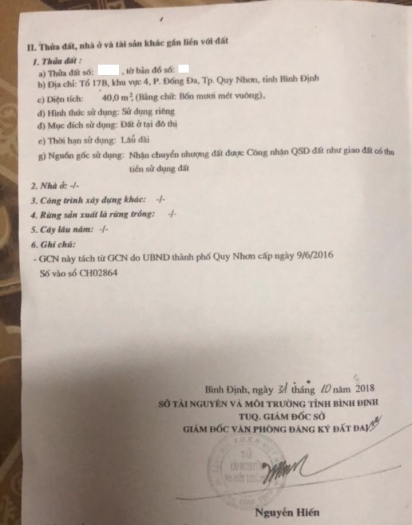 II. Thửa đất, nhà ở và tài sản khác gắn liền với đất
1. Thửa đất:
a) Thửa đất số: , tờ bản đồ số:
b) Địa chỉ: Tổ 17B, khu vực 4, P. Đống Đa, Tp. Quy Nhơn, tỉnh Bình Định
c) Diện tích: 40,0 m², (Bằng chữ: Bốn mươi mét vuông),
d) Hình thức sử dụng: Sử dụng riêng
đ) Mục đích sử dụng: Đất ở tại đô thị
e) Thời hạn sử dụng: Lâu dài
g) Nguồn gốc sử dụng: Nhận chuyển nhượng đất được Công nhận QSD đất như giao đất có thu
tiền sử dụng đất
2. Nhà ở: -/-
3. Công trình xây dựng khác: -/-
4. Rừng sản xuất là rừng trồng: -/-
5. Cây lâu năm: -/-
6. Ghi chú:
- GCN này tách từ GCN do UBND thành phố Quy Nhơn cấp ngày 9/6/2016
Số vào sổ CH02864
Bình Định, ngày 31 tháng 10 năm 2018
SỞ TÀI NGUYÊN VÀ MÔI TRƯỜNG TỈNH BÌNH ĐỊNH
TUQ. GIÁM ĐỐC SỞ
GIÁM ĐỐC VĂN PHÒNG ĐĂNG KÝ ĐẤT ĐAI
Nguyễn Hiến